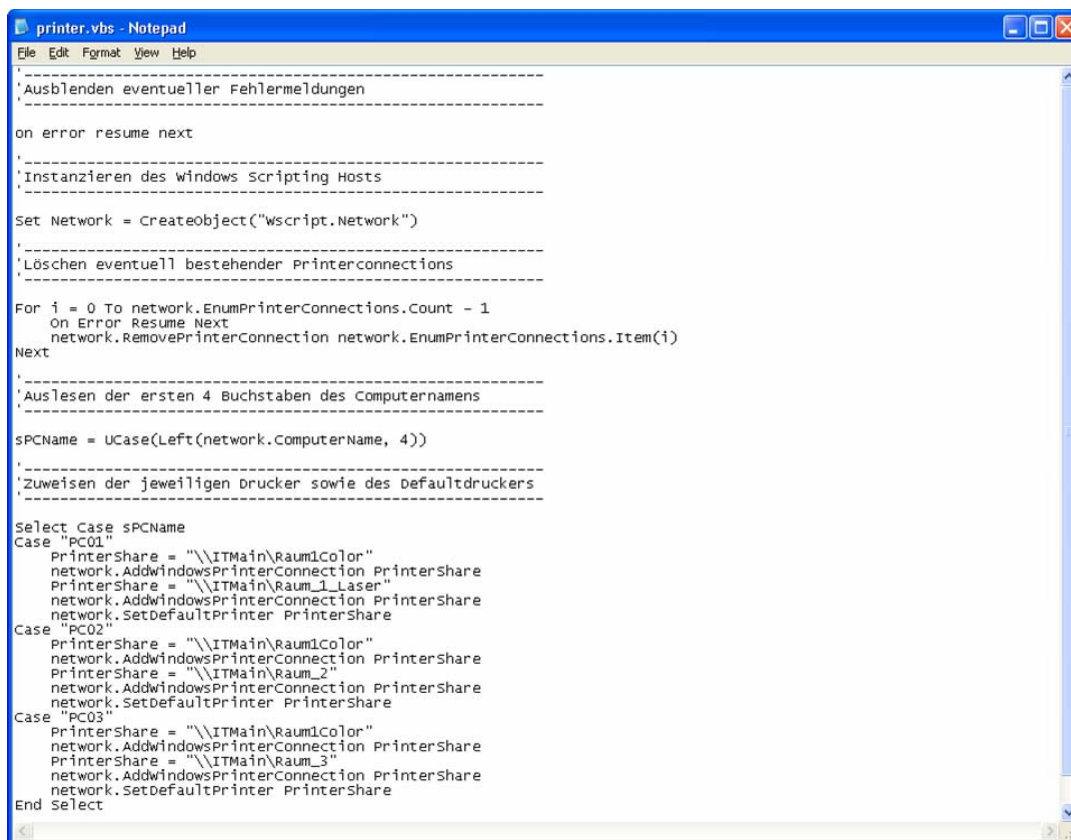 printer.vbs - Notepad
File Edit Format View Help
'----------------------------------------------------------
'Ausblenden eventueller Fehlermeldungen
'----------------------------------------------------------
on error resume next
'----------------------------------------------------------
'Instanzieren des Windows Scripting Hosts
'----------------------------------------------------------
Set Network = CreateObject("Wscript.Network")
'----------------------------------------------------------
'Löschen eventuell bestehender Printerconnections
'----------------------------------------------------------
For i = 0 To network.EnumPrinterConnections.Count - 1
    On Error Resume Next
    network.RemovePrinterConnection network.EnumPrinterConnections.Item(i)
Next
'----------------------------------------------------------
'Auslesen der ersten 4 Buchstaben des Computernamens
'----------------------------------------------------------
sPCName = UCase(Left(network.ComputerName, 4))
'----------------------------------------------------------
'Zuweisen der jeweiligen Drucker sowie des Defaultdruckers
'----------------------------------------------------------
Select Case sPCName
Case "PC01"
    PrinterShare = "\\ITMain\Raum1Color"
    network.AddWindowsPrinterConnection PrinterShare
    PrinterShare = "\\ITMain\Raum_1_Laser"
    network.AddWindowsPrinterConnection PrinterShare
    network.SetDefaultPrinter PrinterShare
Case "PC02"
    PrinterShare = "\\ITMain\Raum1Color"
    network.AddWindowsPrinterConnection PrinterShare
    PrinterShare = "\\ITMain\Raum_2"
    network.AddWindowsPrinterConnection PrinterShare
    network.SetDefaultPrinter PrinterShare
Case "PC03"
    PrinterShare = "\\ITMain\Raum1Color"
    network.AddWindowsPrinterConnection PrinterShare
    PrinterShare = "\\ITMain\Raum_3"
    network.AddWindowsPrinterConnection PrinterShare
    network.SetDefaultPrinter PrinterShare
End Select